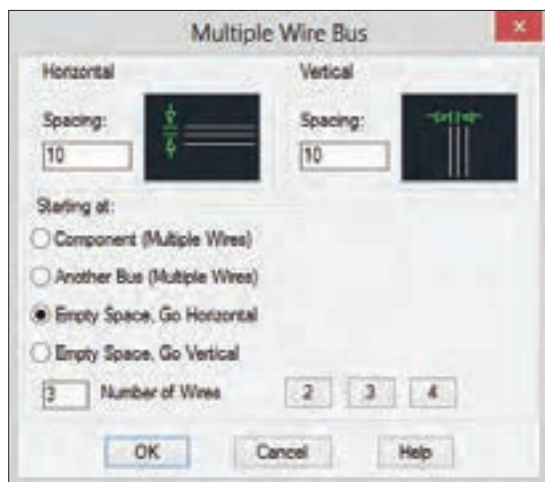 Multiple Wire Bus
x
Horizontal Vertical
Spacing: Spacing:
10 10
Starting at:
Component (Multiple Wires)
Another Bus (Multiple Wires)
Empty Space, Go Horizontal
Empty Space, Go Vertical
3 Number of Wires 2 3 4
OK Cancel Help